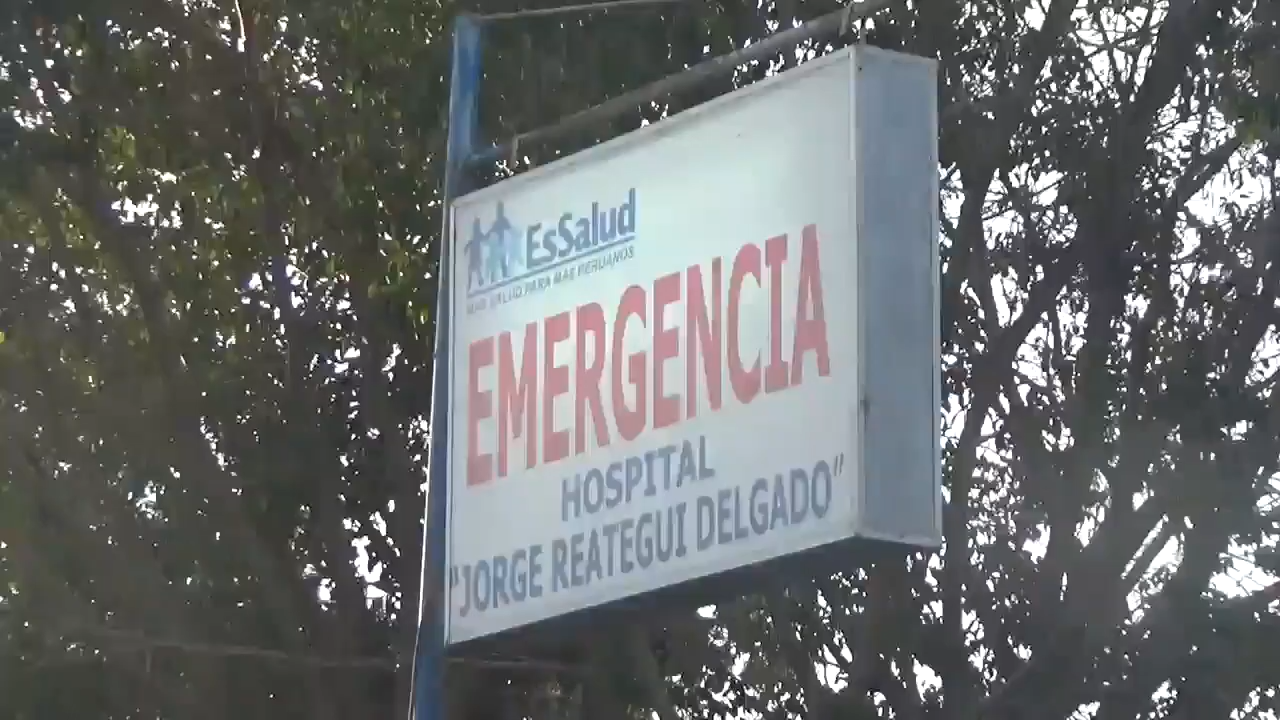 EsSalud
MÁS SALUD PARA MÁS PERUANOS
EMERGENCIA
HOSPITAL
"JORGE REATEGUI DELGADO"